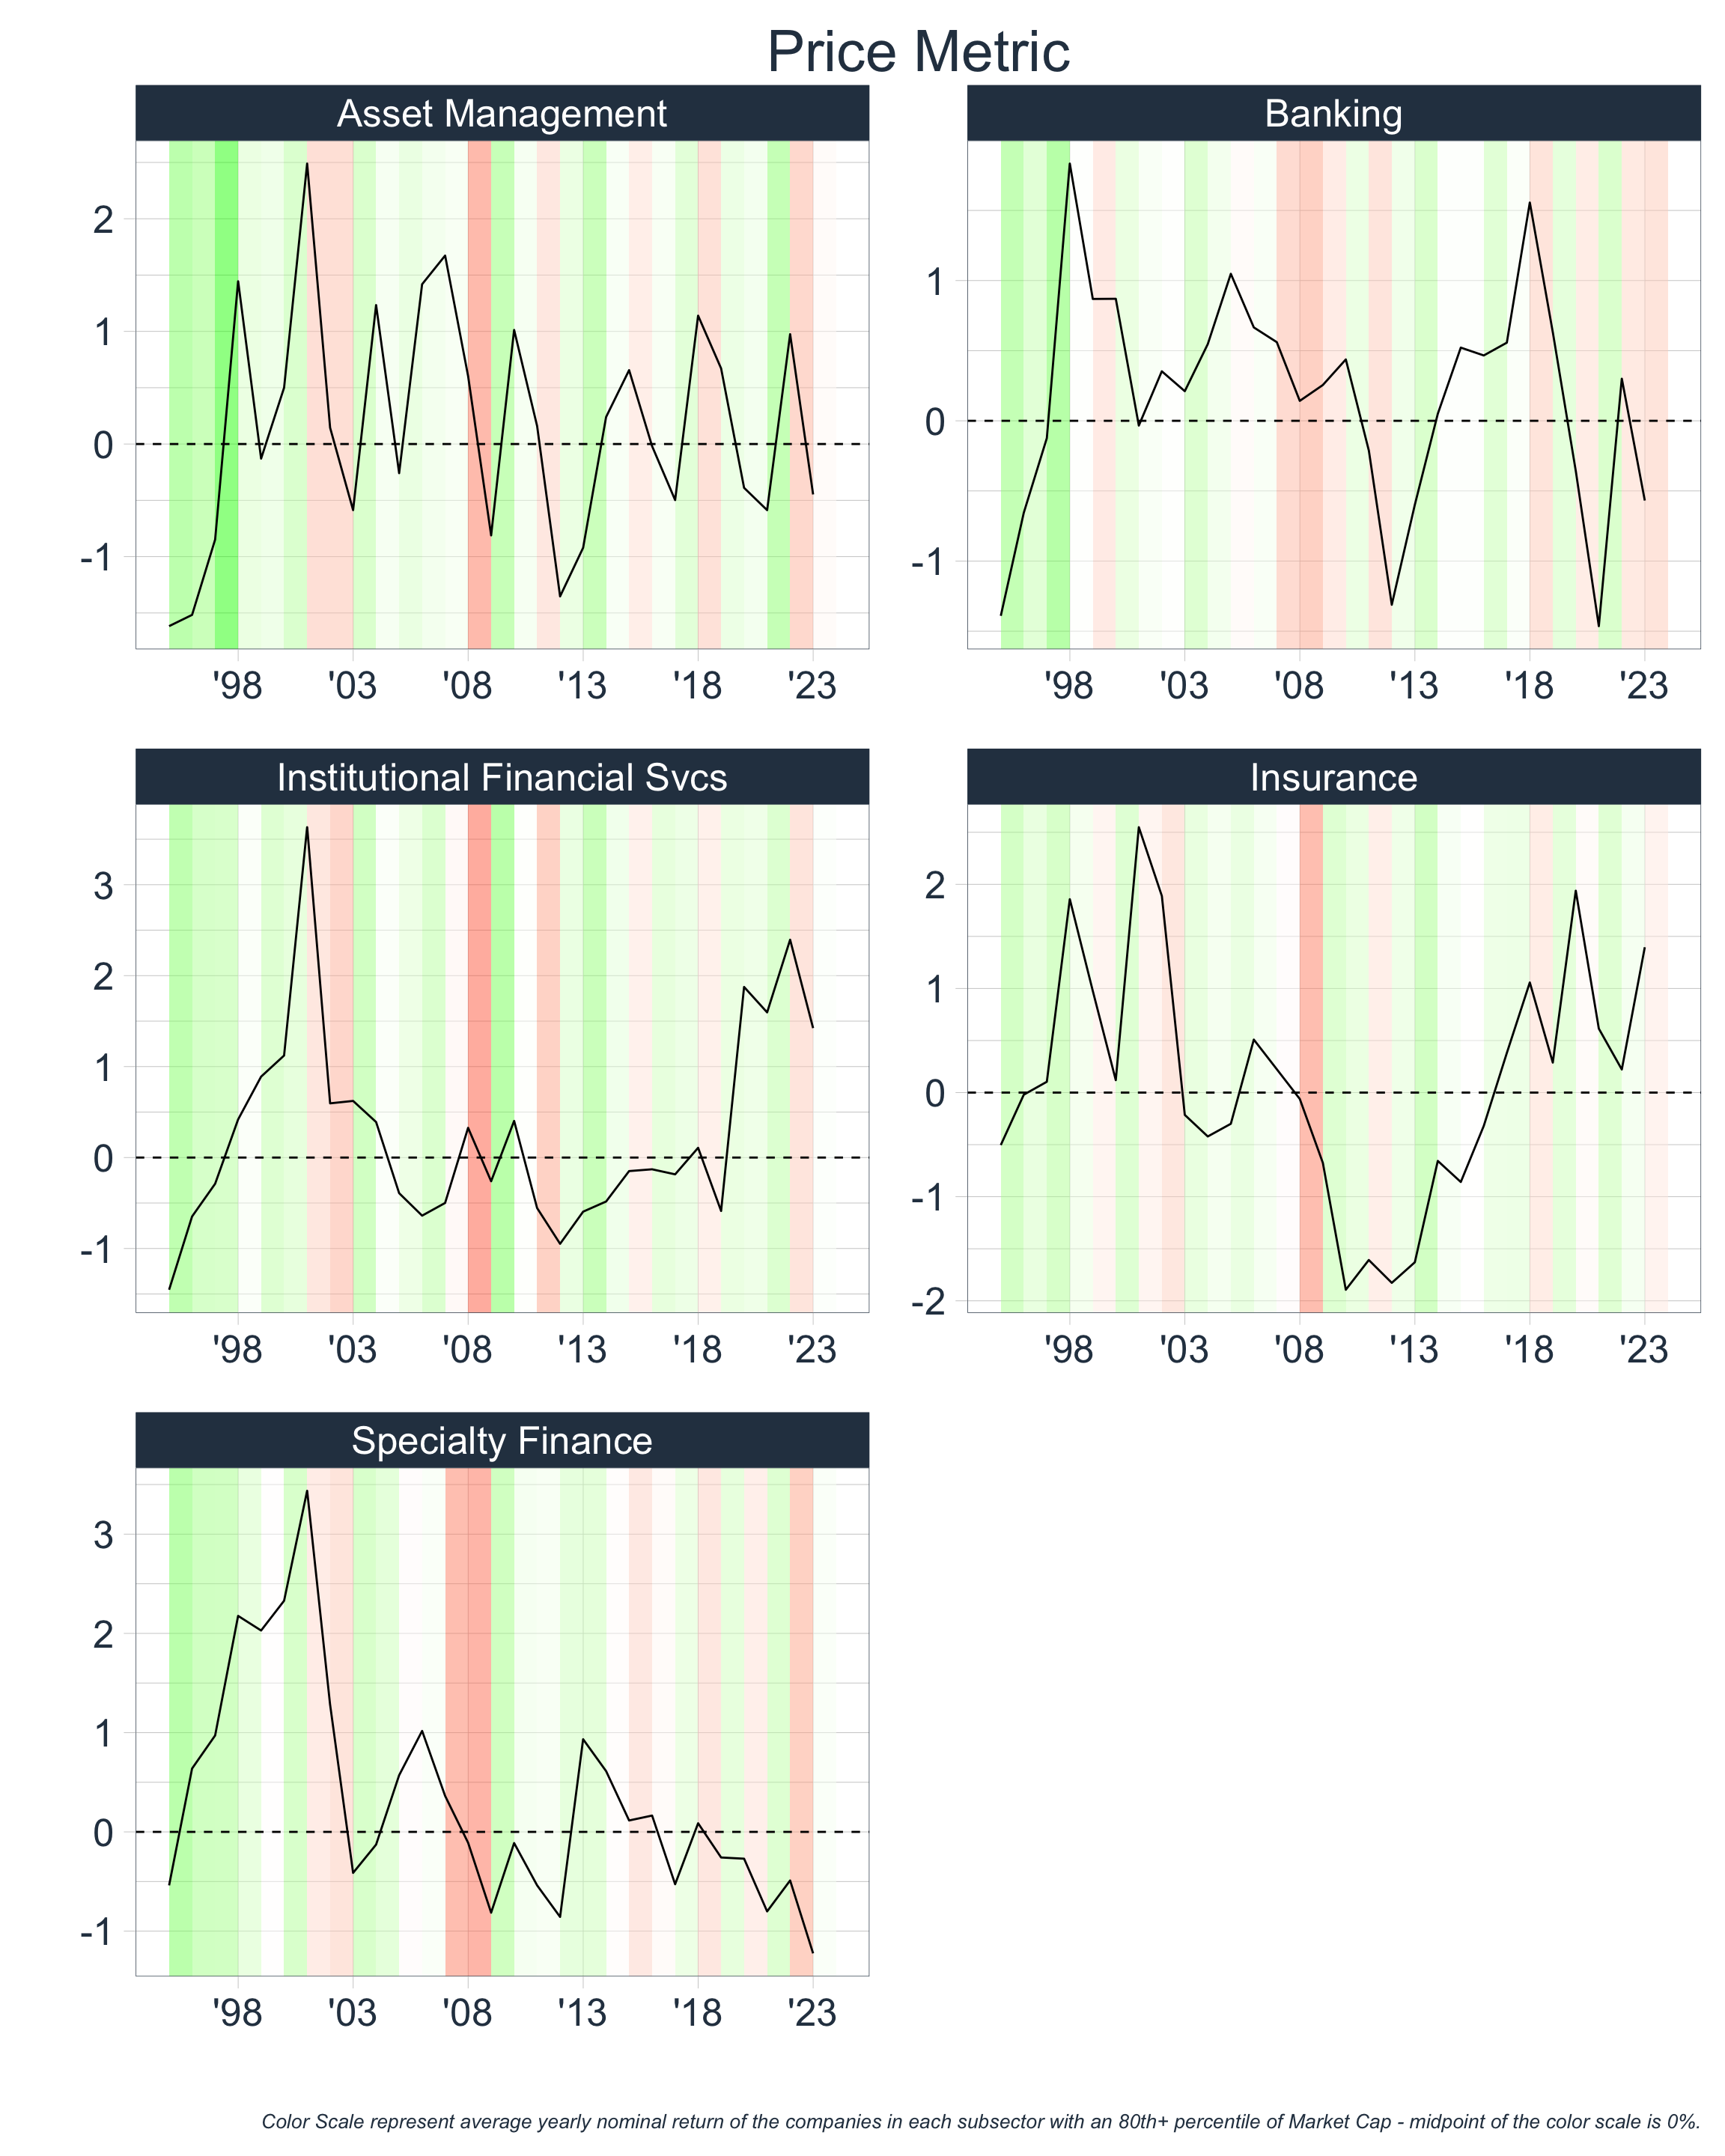 Price Metric
Asset Management
2
1
0
-1
'98 '03 '08 '13 '18 '23
Banking
1
0
-1
'98 '03 '08 '13 '18 '23
Institutional Financial Svcs
3
2
1
0
-1
'98 '03 '08 '13 '18 '23
Insurance
2
1
0
-1
-2
'98 '03 '08 '13 '18 '23
Specialty Finance
3
2
1
0
-1
'98 '03 '08 '13 '18 '23
Color Scale represent average yearly nominal return of the companies in each subsector with an 80th+ percentile of Market Cap - midpoint of the color scale is 0%.